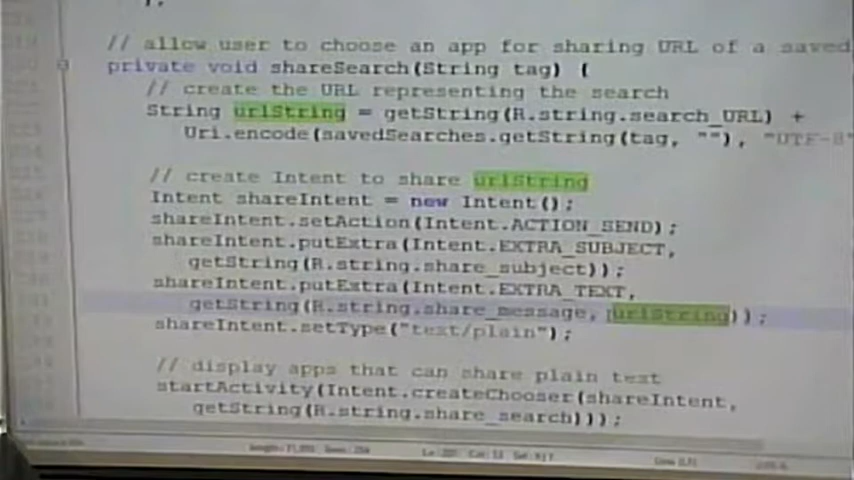 // allow user to choose an app for sharing URL of a saved
private void shareSearch(String tag) {
// create the URL representing the search
String urlString = getString(R.string.search_URL) +
Uri.encode(savedSearches.getString(tag, ""), "UTF-8"
// create Intent to share urlString
Intent shareIntent = new Intent();
shareIntent.setAction(Intent.ACTION_SEND);
shareIntent.putExtra(Intent.EXTRA_SUBJECT,
getString(R.string.share_subject));
shareIntent.putExtra(Intent.EXTRA_TEXT,
getString(R.string.share_message, urlString));
shareIntent.setType("text/plain");
// display apps that can share plain text
startActivity(Intent.createChooser(shareIntent,
getString(R.string.share_search)));